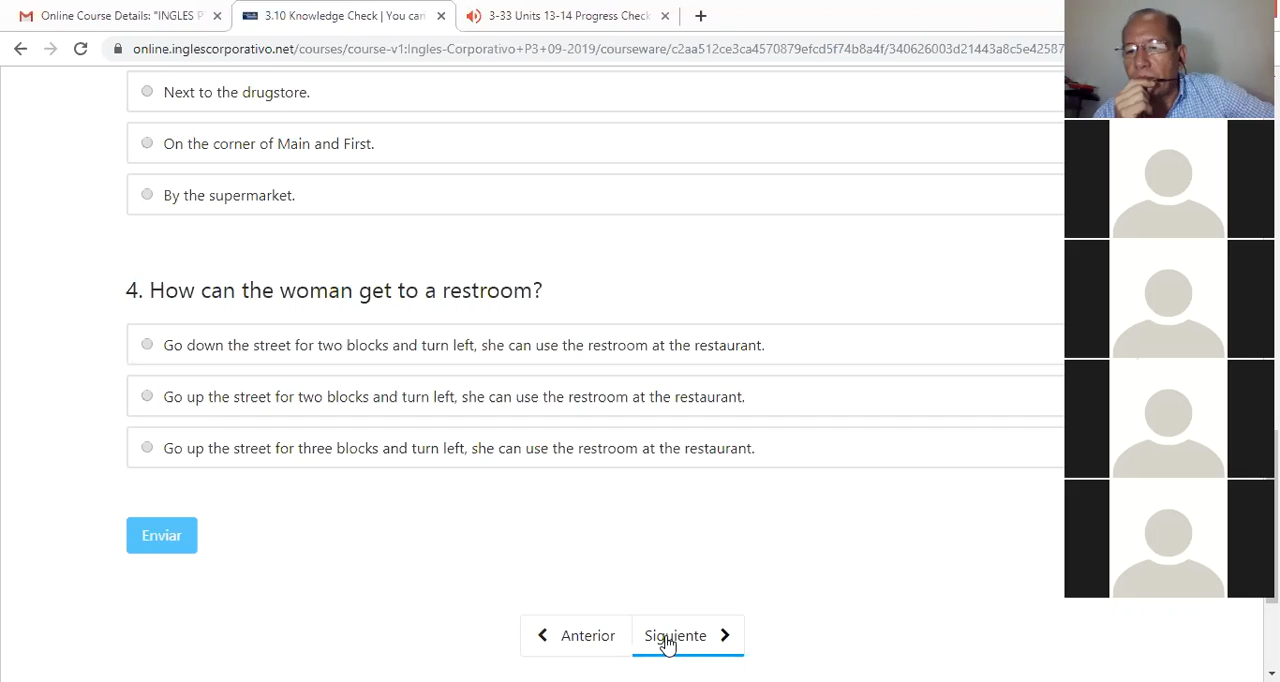 Online Course Details: "INGLES P
3.10 Knowledge Check | You can
3-33 Units 13-14 Progress Check
online.inglescorporativo.net/courses/course-v1:Ingles-Corporativo+P3+09-2019/courseware/c2aa512ce3ca4570879efcd5f74b8a4f/340626003d21443a8c5e42587
Next to the drugstore.
On the corner of Main and First.
By the supermarket.
4. How can the woman get to a restroom?
Go down the street for two blocks and turn left, she can use the restroom at the restaurant.
Go up the street for two blocks and turn left, she can use the restroom at the restaurant.
Go up the street for three blocks and turn left, she can use the restroom at the restaurant.
Enviar
Anterior
Siguiente